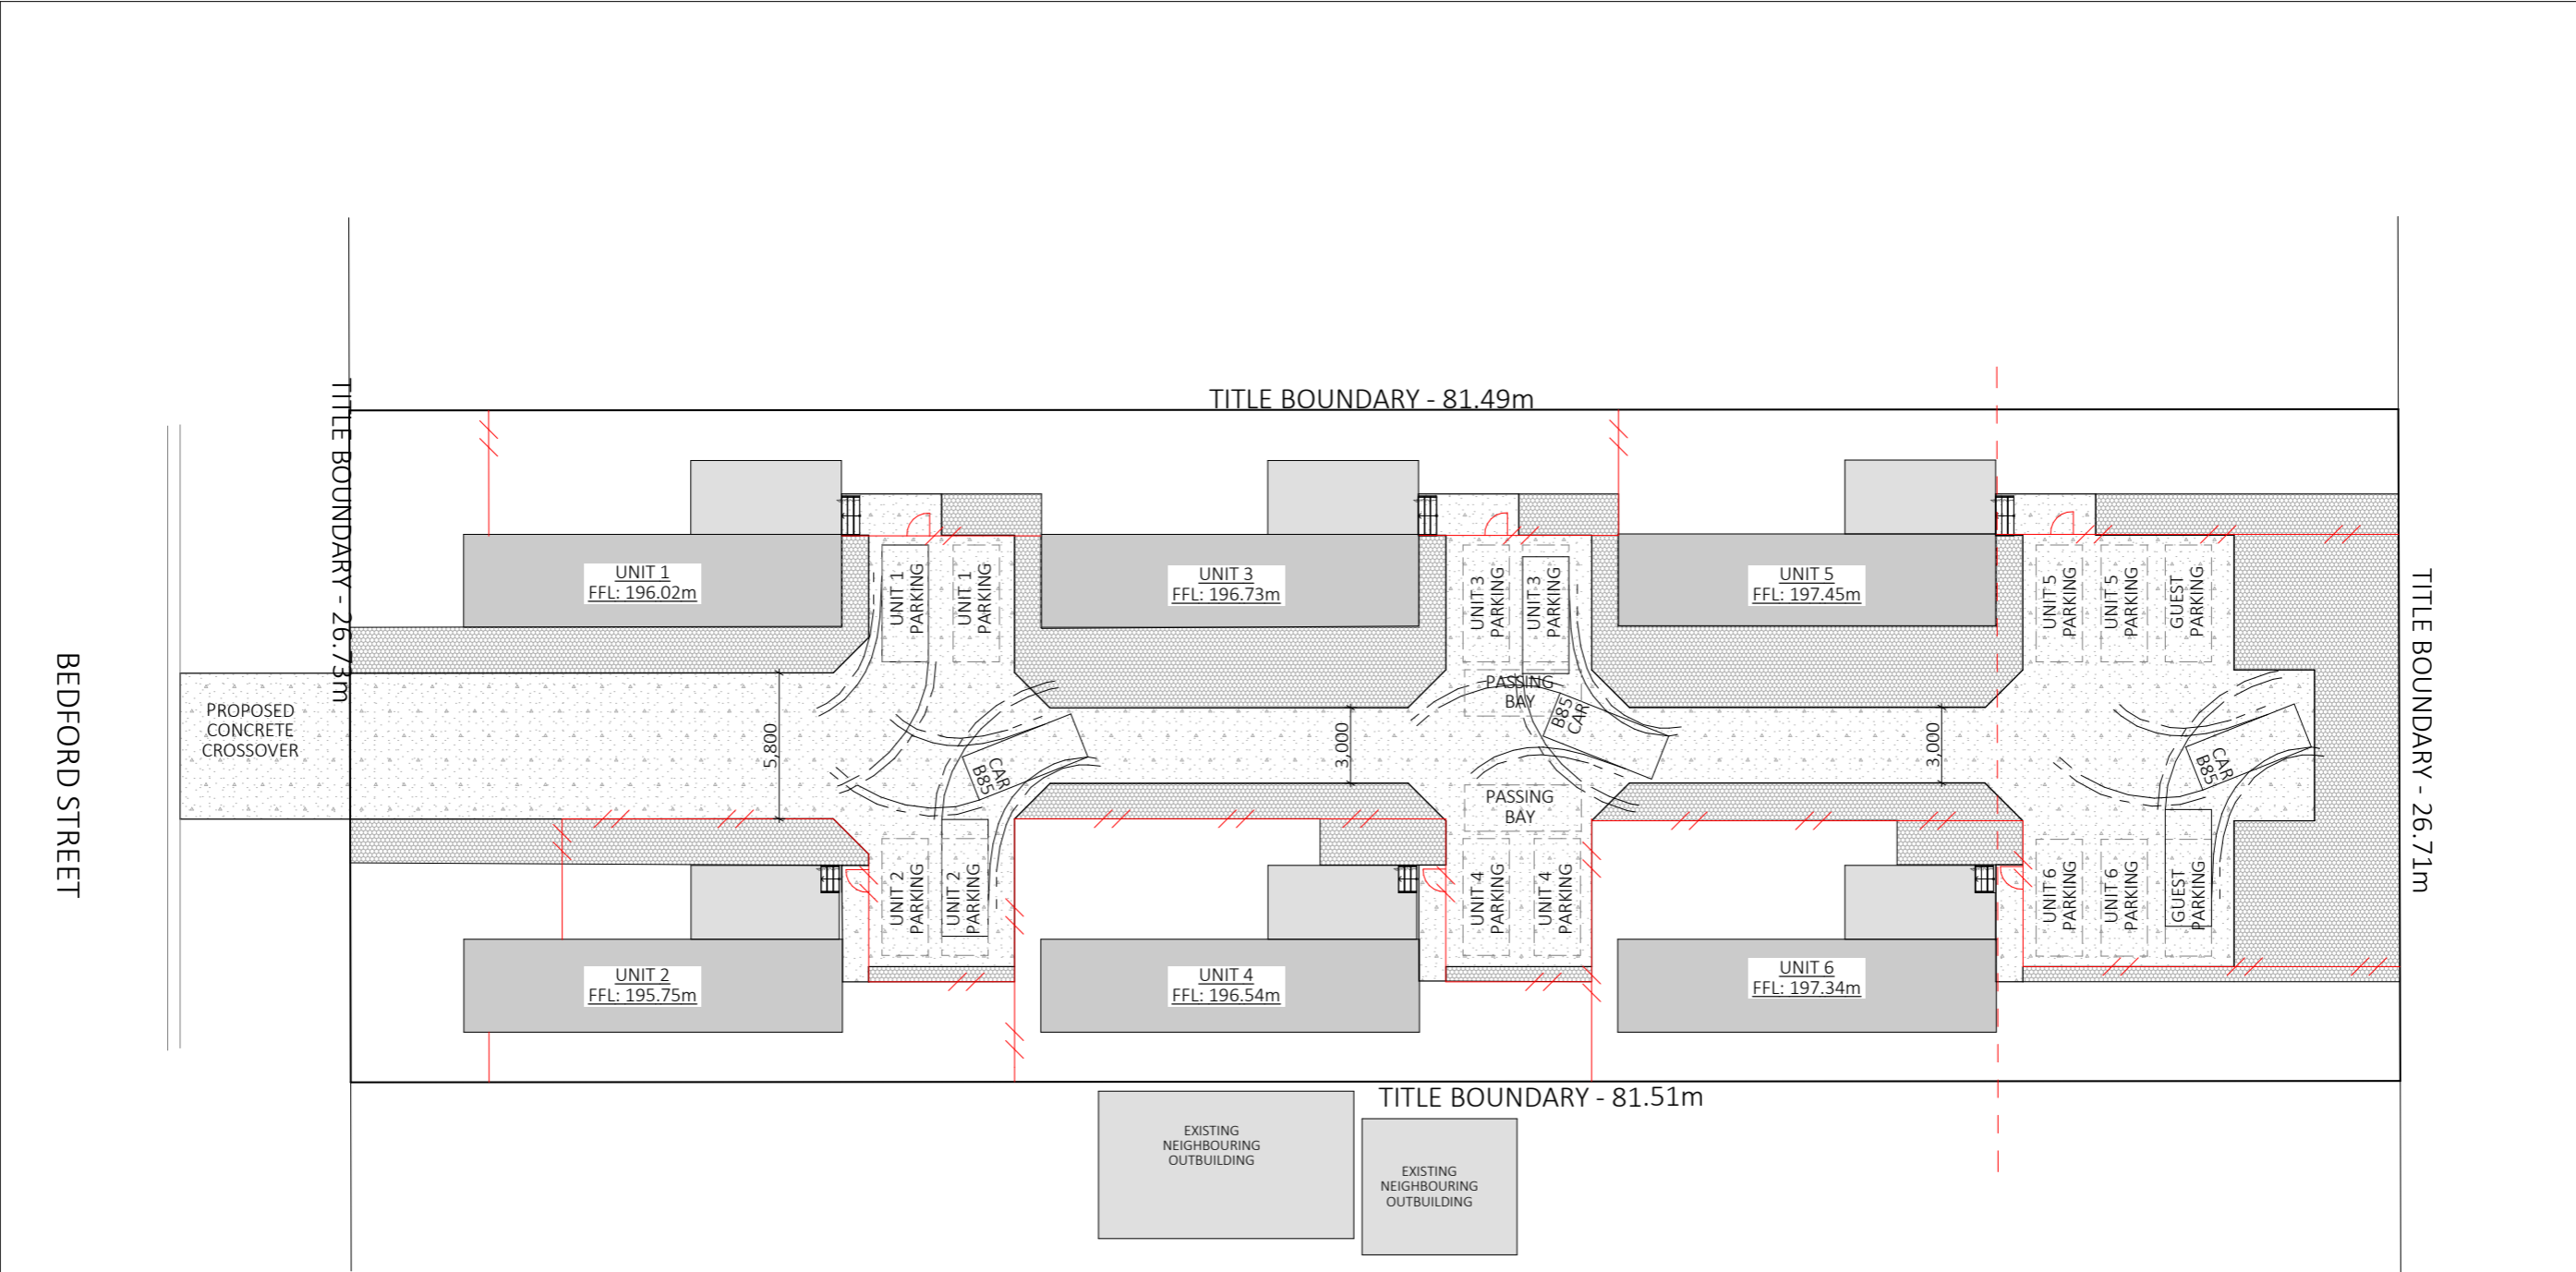 TITLE BOUNDARY - 81.49m
TITLE BOUNDARY - 26.73m
BEDFORD STREET
PROPOSED
CONCRETE
CROSSOVER
UNIT 1
FFL: 196.02m
UNIT 1
PARKING
UNIT 1
PARKING
UNIT 3
FFL: 196.73m
UNIT 3
PARKING
UNIT 3
PARKING
UNIT 5
FFL: 197.45m
UNIT 5
PARKING
UNIT 5
PARKING
GUEST
PARKING
TITLE BOUNDARY - 26.71m
5,800
CAR
B85
3,000
PASSING
BAY
B85
CAR
PASSING
BAY
3,000
CAR
B85
UNIT 2
FFL: 195.75m
UNIT 2
PARKING
UNIT 2
PARKING
UNIT 4
FFL: 196.54m
UNIT 4
PARKING
UNIT 4
PARKING
UNIT 6
FFL: 197.34m
UNIT 6
PARKING
UNIT 6
PARKING
GUEST
PARKING
TITLE BOUNDARY - 81.51m
EXISTING
NEIGHBOURING
OUTBUILDING
EXISTING
NEIGHBOURING
OUTBUILDING